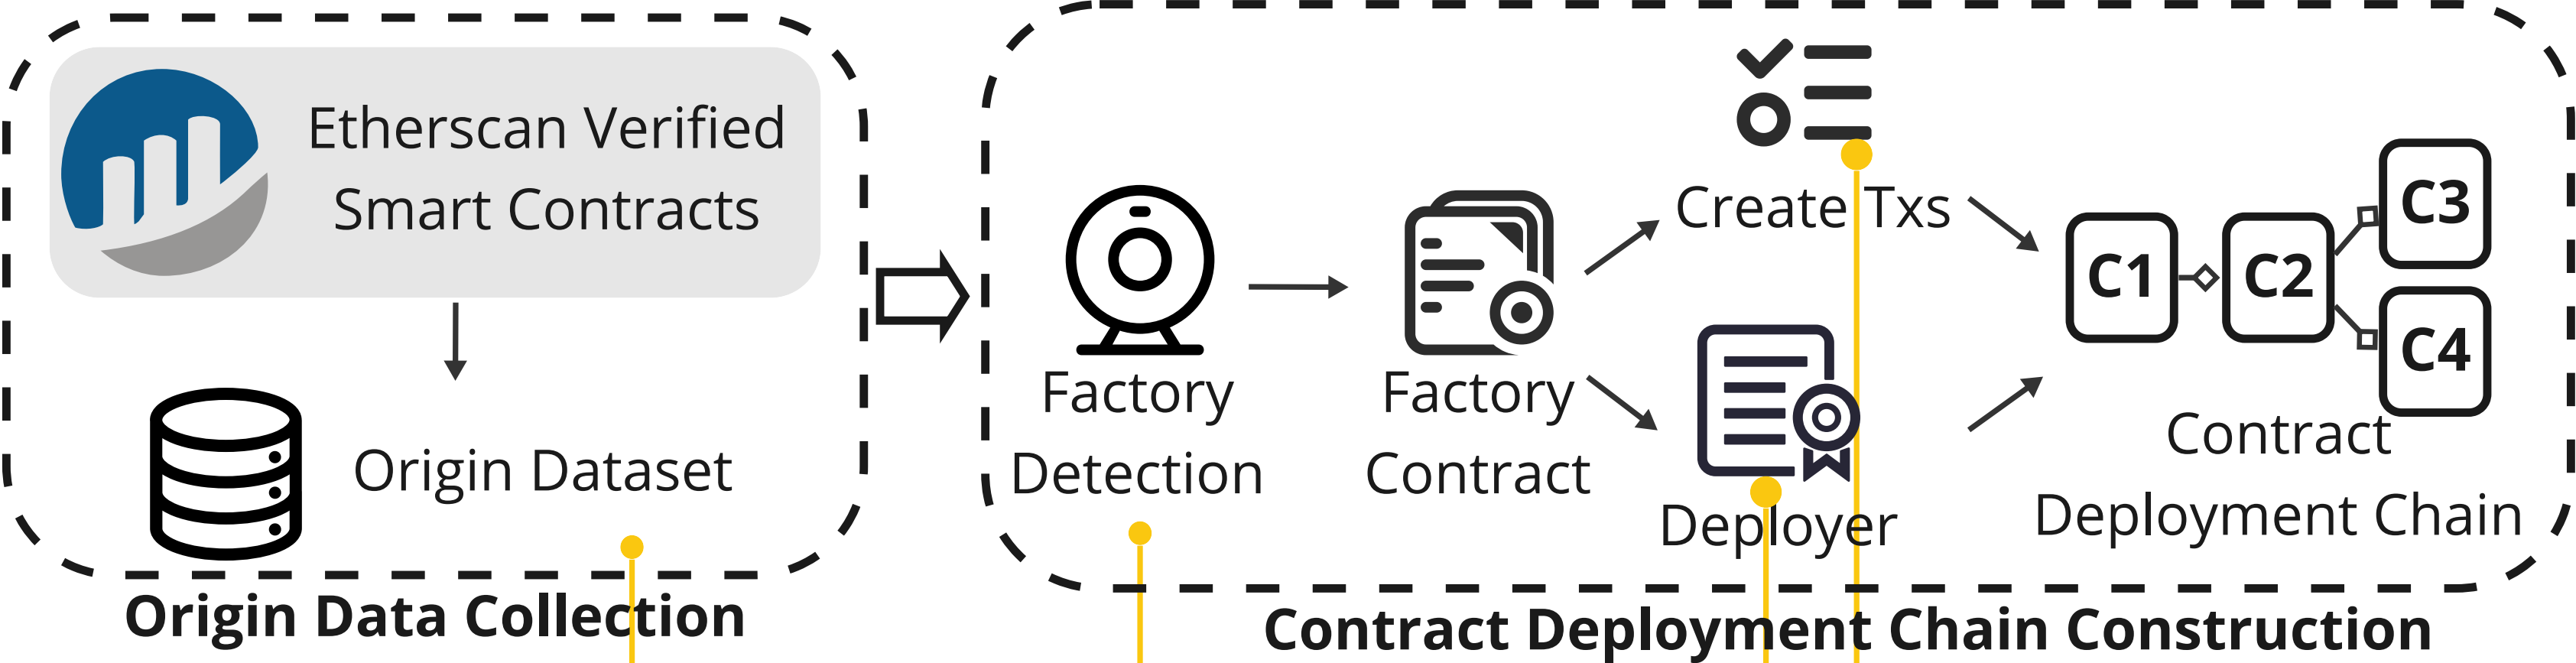 Etherscan Verified
Smart Contracts
Origin Dataset
Origin Data Collection
Factory
Detection
Factory
Contract
Create Txs
Deployer
C1
C2
C3
C4
Contract
Deployment Chain
Contract Deployment Chain Construction